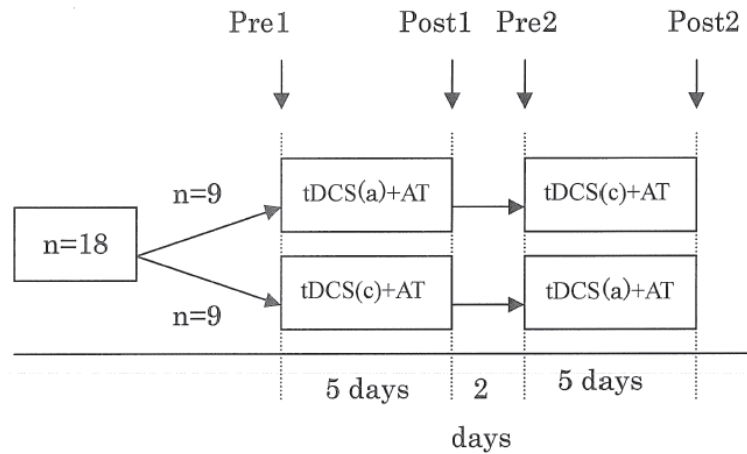 Pre1 Post1 Pre2 Post2
n=9 tDCS(a)+AT tDCS(c)+AT
n=18
n=9 tDCS(c)+AT tDCS(a)+AT
5 days 2 5 days
days